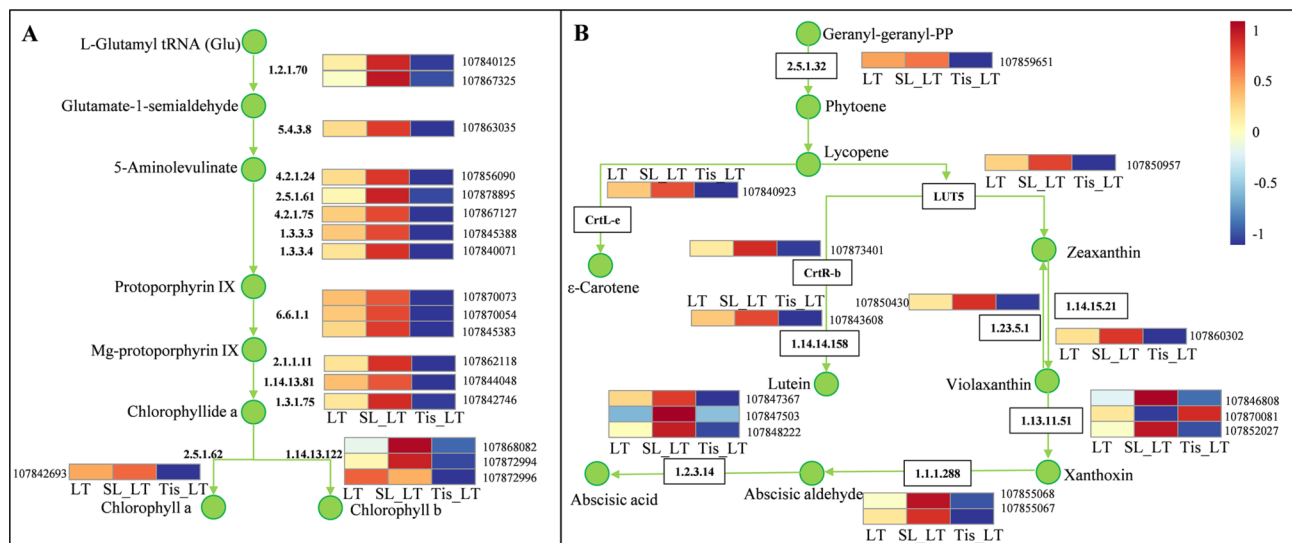 A
L-Glutamyl tRNA (Glu)
1.2.1.70
107840125
107867325
Glutamate-1-semialdehyde
5.4.3.8
107863035
5-Aminolevulinate
4.2.1.24
107856090
2.5.1.61
107878895
4.2.1.75
107867127
1.3.3.3
107845388
1.3.3.4
107840071
Protoporphyrin IX
6.6.1.1
107870073
107870054
107845383
Mg-protoporphyrin IX
2.1.1.11
107862118
1.14.13.81
107844048
1.3.1.75
107842746
Chlorophyllide a
LT SL_LT Tis_LT
2.5.1.62
1.14.13.122
107868082
107872994
107872996
LT SL_LT Tis_LT
107842693
LT SL_LT Tis_LT
Chlorophyll a
Chlorophyll b
B
Geranyl-geranyl-PP
2.5.1.32
107859651
LT SL_LT Tis_LT
Phytoene
Lycopene
107850957
LT SL_LT Tis_LT
LT SL_LT Tis_LT
107840923
LUT5
CrtL-e
ε-Carotene
107873401
CrtR-b
Zeaxanthin
LT SL_LT Tis_LT
107843608
1.14.14.158
Lutein
107850430
1.23.5.1
1.14.15.21
107860302
LT SL_LT Tis_LT
Violaxanthin
1.13.11.51
107846808
107870081
107852027
LT SL_LT Tis_LT
107847367
107847503
107848222
LT SL_LT Tis_LT
1.2.3.14
1.1.1.288
Xanthoxin
Abscisic acid
Abscisic aldehyde
107855068
107855067
LT SL_LT Tis_LT
1
0.5
0
-0.5
-1